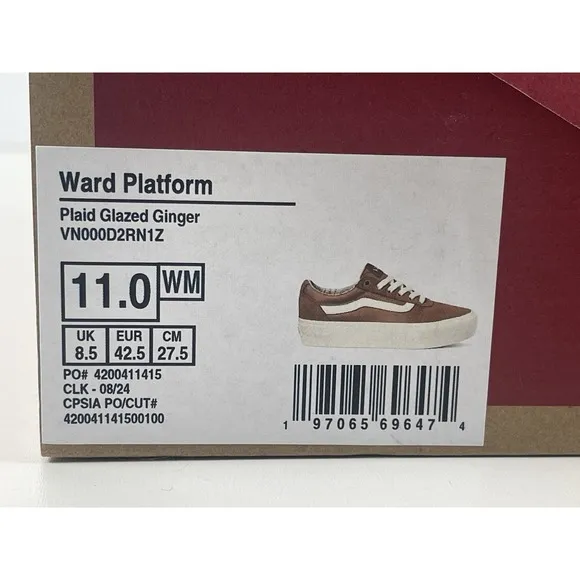 Ward Platform
Plaid Glazed Ginger
VN000D2RN1Z
11.0 WM
UK EUR CM
8.5 42.5 27.5
PO# 4200411415
CLK - 08/24
CPSIA PO/CUT#
420041141500100
1 97065 69647 4